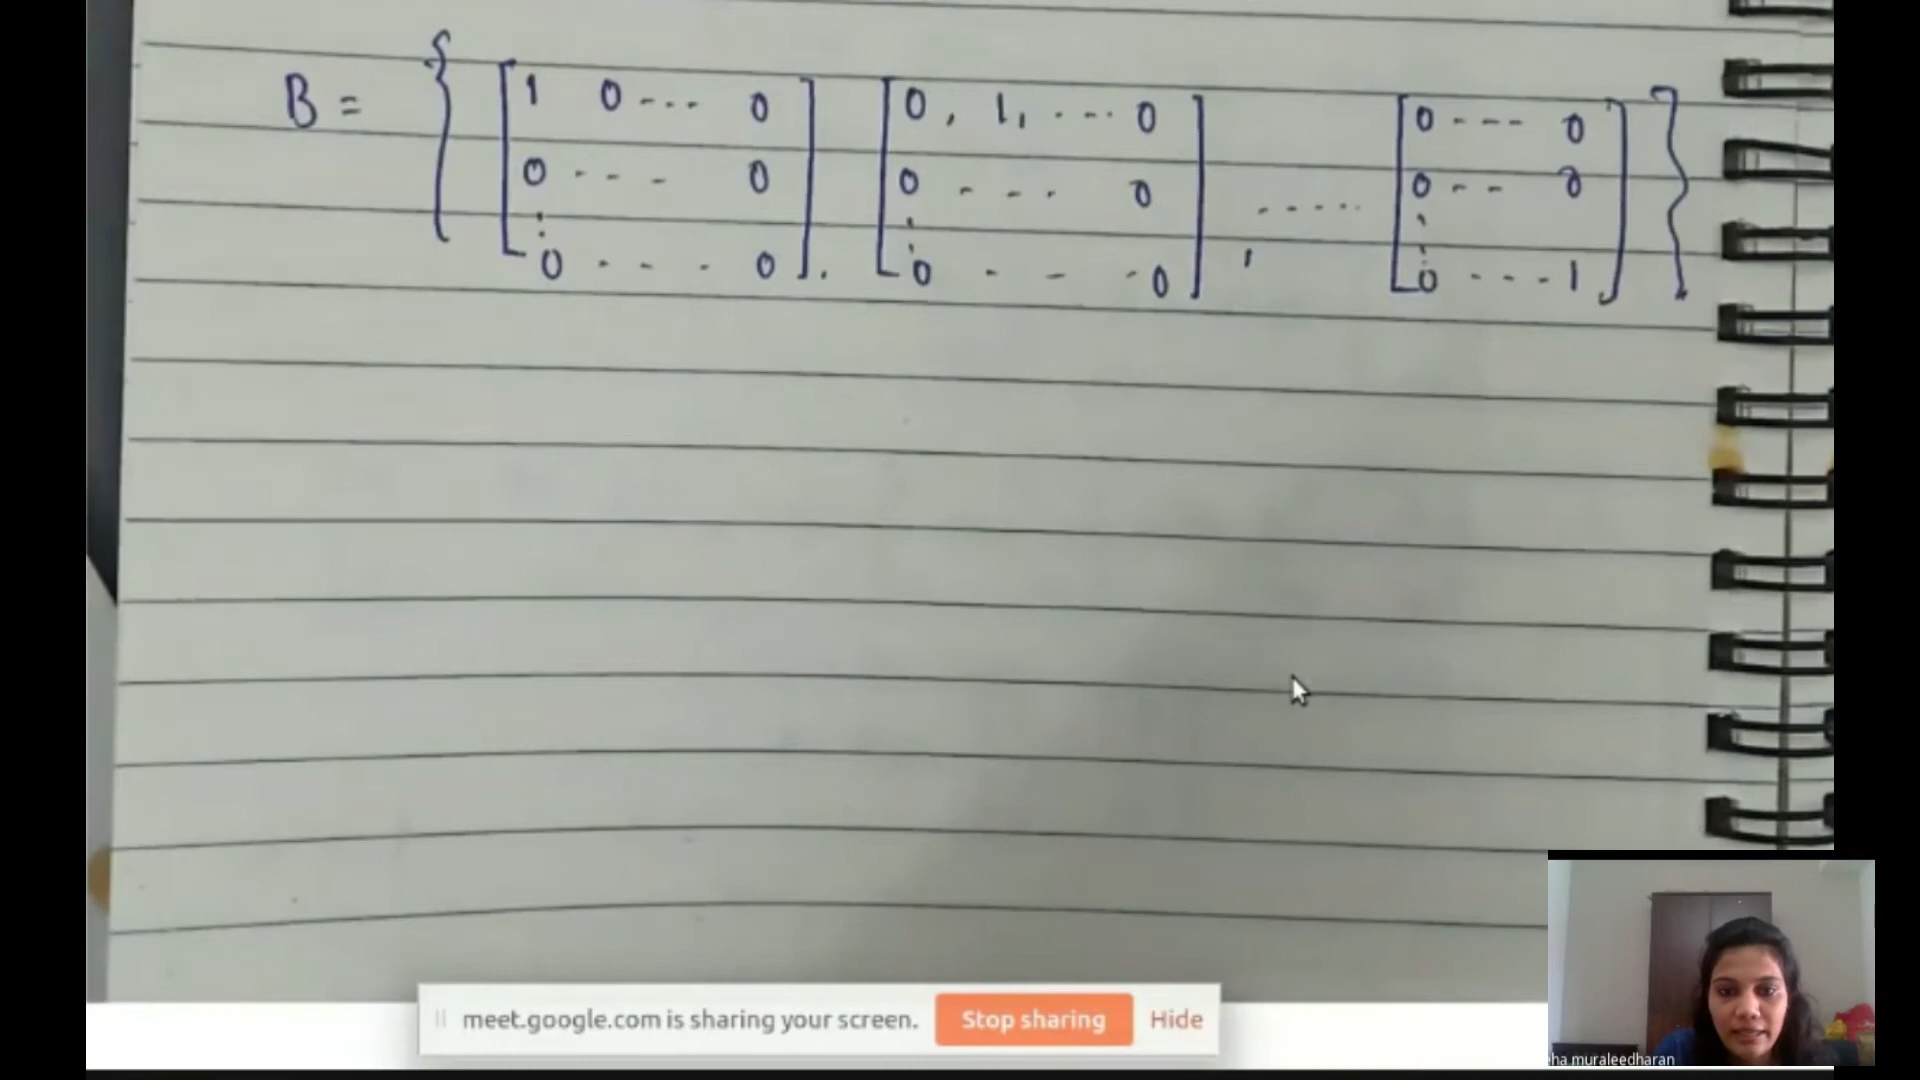 B = { [ 1 0 --- 0 ] [ 0 , 1, ---- 0 ] [ 0 --- 0 ] }
0 --- 0 0 --- 0 ..... 0 -- 0
: : :
0 - - - 0 . 0 - - - 0 , 0 --- 1
meet.google.com is sharing your screen. Stop sharing Hide
muraleedharan